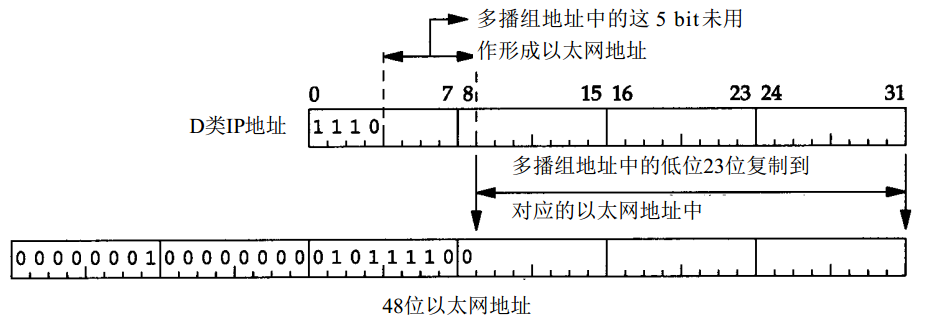 多播组地址中的这 5 bit未用
作形成以太网地址
0 7 8 15 16 23 24 31
D类IP地址 1 1 1 0
多播组地址中的低位23位复制到
对应的以太网地址中
0 0 0 0 0 0 0 1 0 0 0 0 0 0 0 0 0 1 0 1 1 1 1 0 0
48位以太网地址